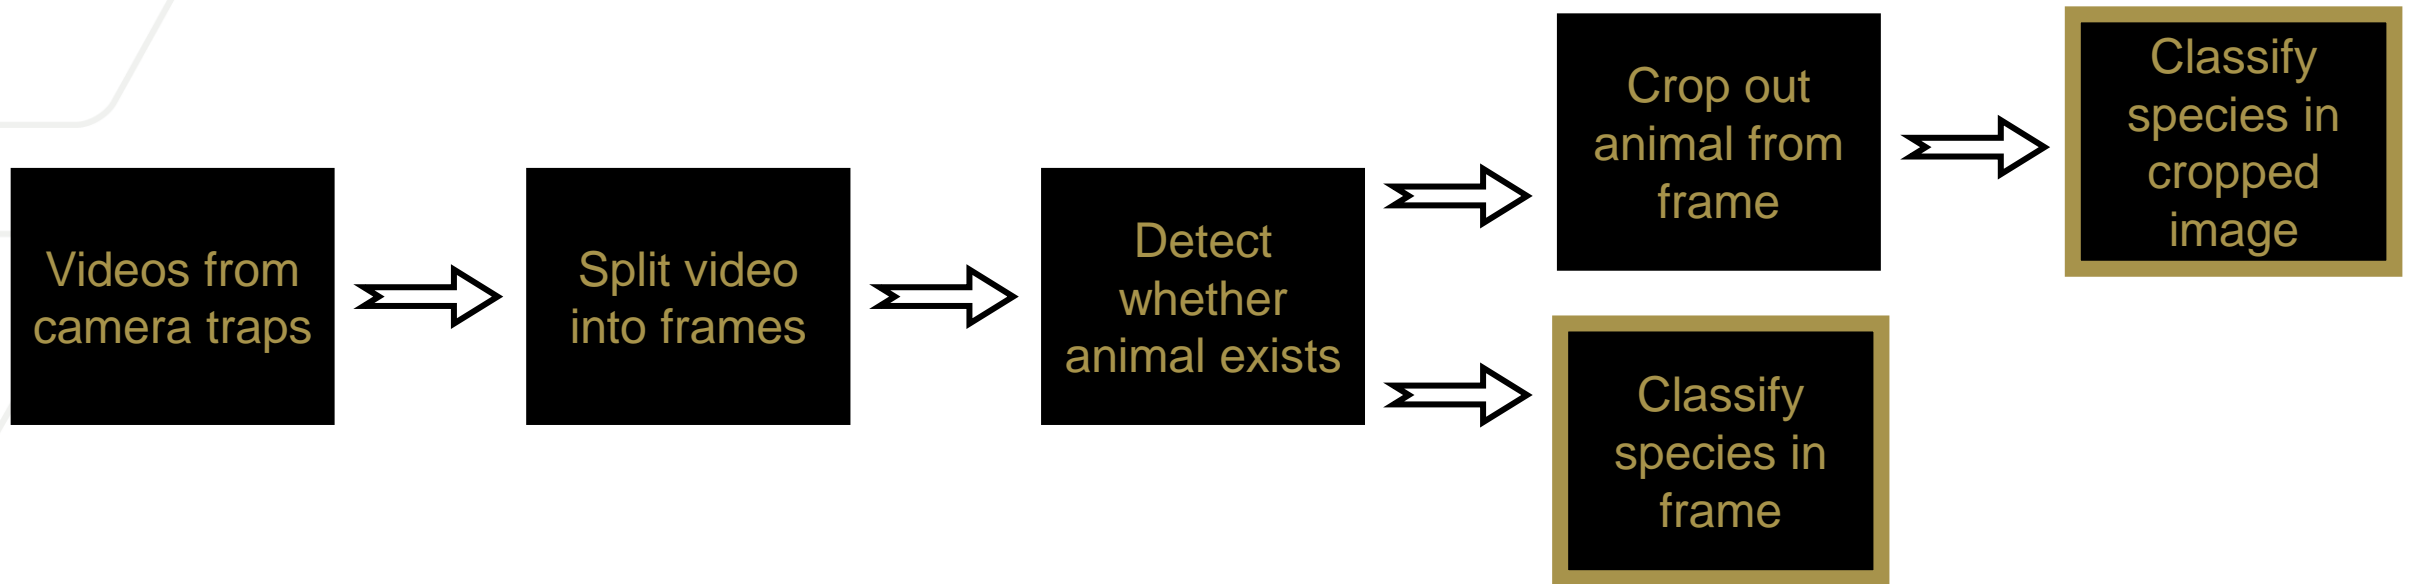 Videos from
camera traps
Split video
into frames
Detect
whether
animal exists
Crop out
animal from
frame
Classify
species in
cropped
image
Classify
species in
frame